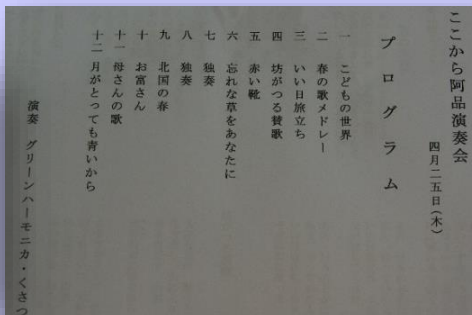 ここから阿品演奏会
四月二五日(木)
プログラム
一 こどもの世界
二 春の歌メドレー
三 いい日旅立ち
四 坊がつる賛歌
五 赤い靴
六 忘れな草をあなたに
七 独奏
八 独奏
九 北国の春
十 お富さん
十一 母さんの歌
十二 月がとっても青いから
演奏 グリーンハーモニカ・くさつ